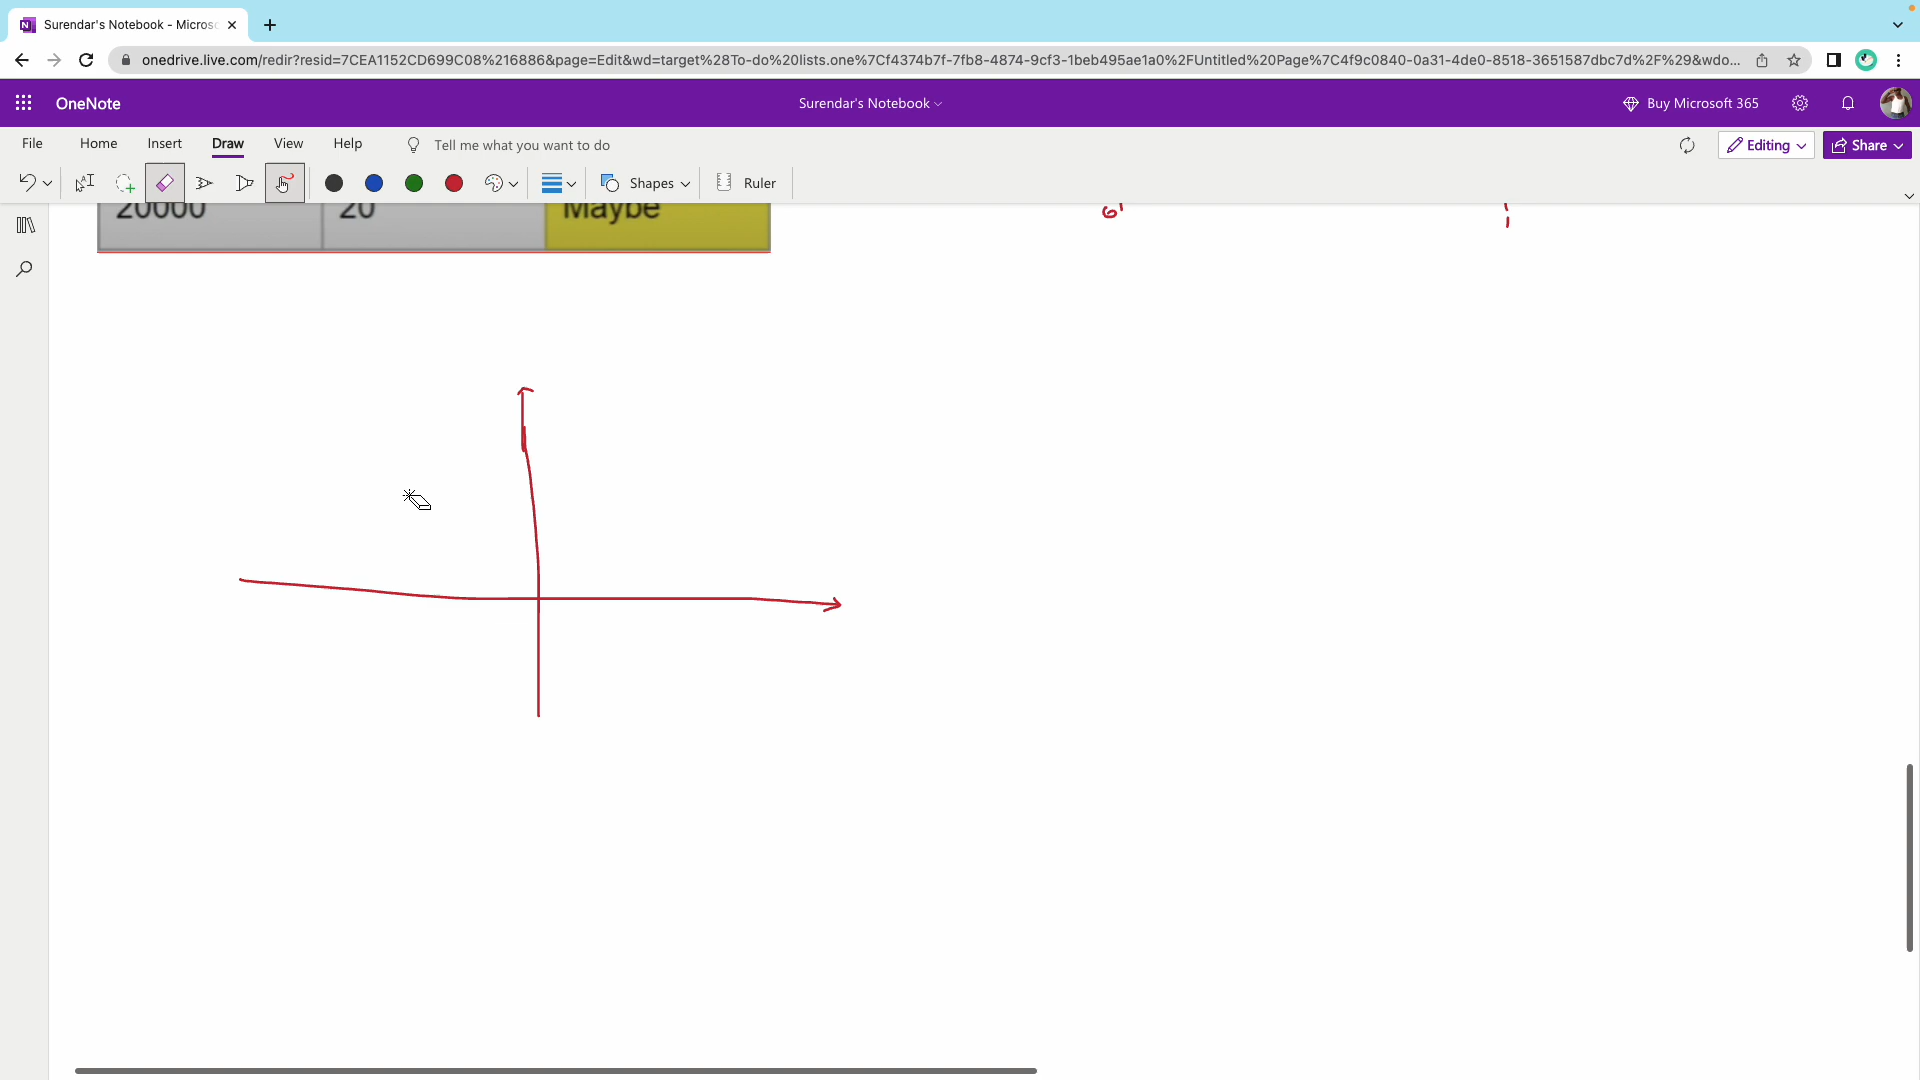 Surendar's Notebook - Micros
onedrive.live.com/redir?resid=7CEA1152CD699C08%216886&page=Edit&wd=target%28To-do%20lists.one%7Cf4374b7f-7fb8-4874-9cf3-1beb495ae1a0%2FUntitled%20Page%7C4f9c0840-0a31-4de0-8518-3651587dbc7d%2F%29&wdo...
OneNote
Surendar's Notebook
Buy Microsoft 365
File Home Insert Draw View Help Tell me what you want to do
Editing Share
Shapes Ruler
20000 20 Maybe